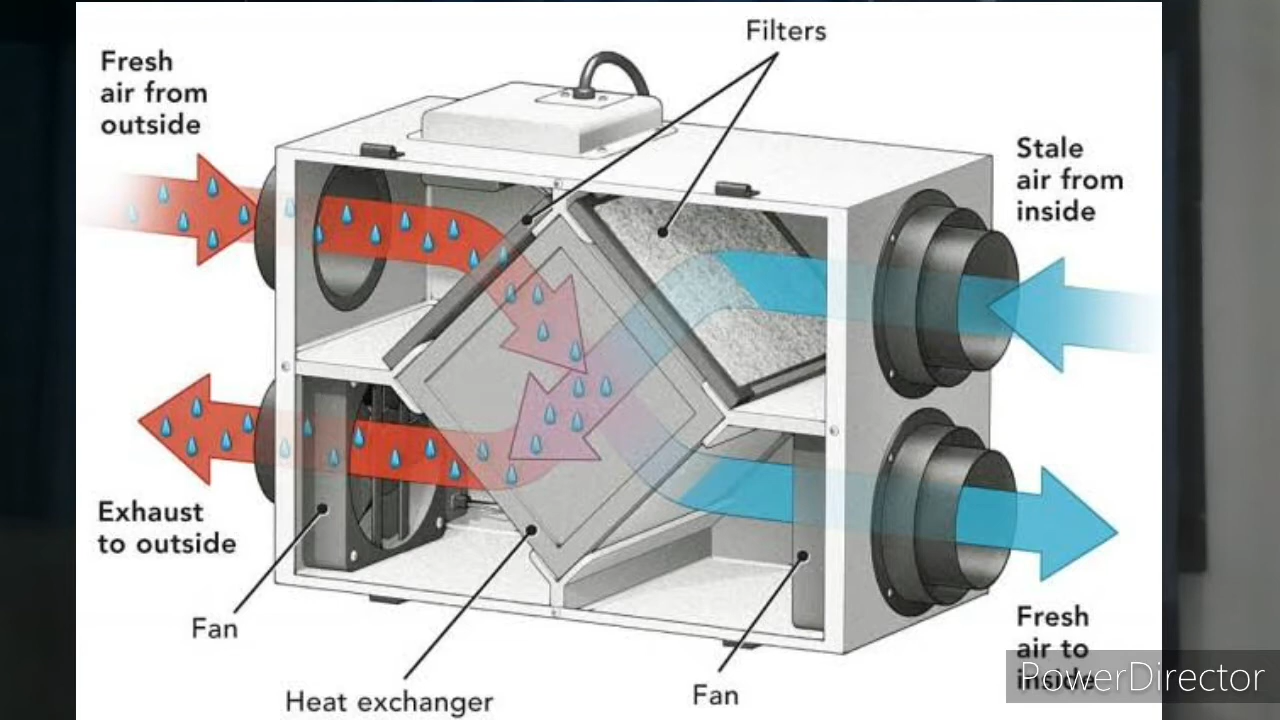 Filters
Fresh
air from
outside
Stale
air from
inside
Exhaust
to outside
Fan
Heat exchanger
Fan
Fresh
air to
inside
PowerDirector